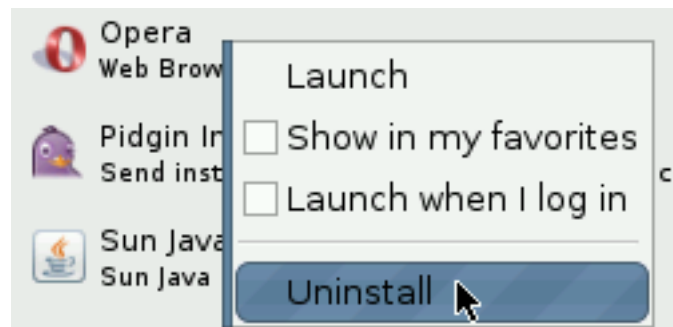 Opera
Web Brow
Launch
Show in my favorites
Pidgin In
Send inst
Launch when I log in
c
Sun Java
Sun Java
Uninstall